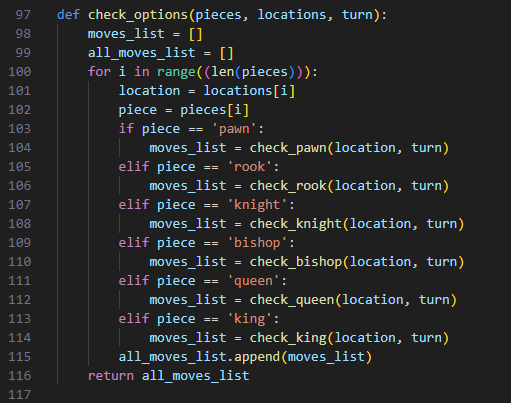 97 def check_options(pieces, locations, turn):
98     moves_list = []
99     all_moves_list = []
100     for i in range((len(pieces))):
101         location = locations[i]
102         piece = pieces[i]
103         if piece == 'pawn':
104             moves_list = check_pawn(location, turn)
105         elif piece == 'rook':
106             moves_list = check_rook(location, turn)
107         elif piece == 'knight':
108             moves_list = check_knight(location, turn)
109         elif piece == 'bishop':
110             moves_list = check_bishop(location, turn)
111         elif piece == 'queen':
112             moves_list = check_queen(location, turn)
113         elif piece == 'king':
114             moves_list = check_king(location, turn)
115         all_moves_list.append(moves_list)
116     return all_moves_list
117